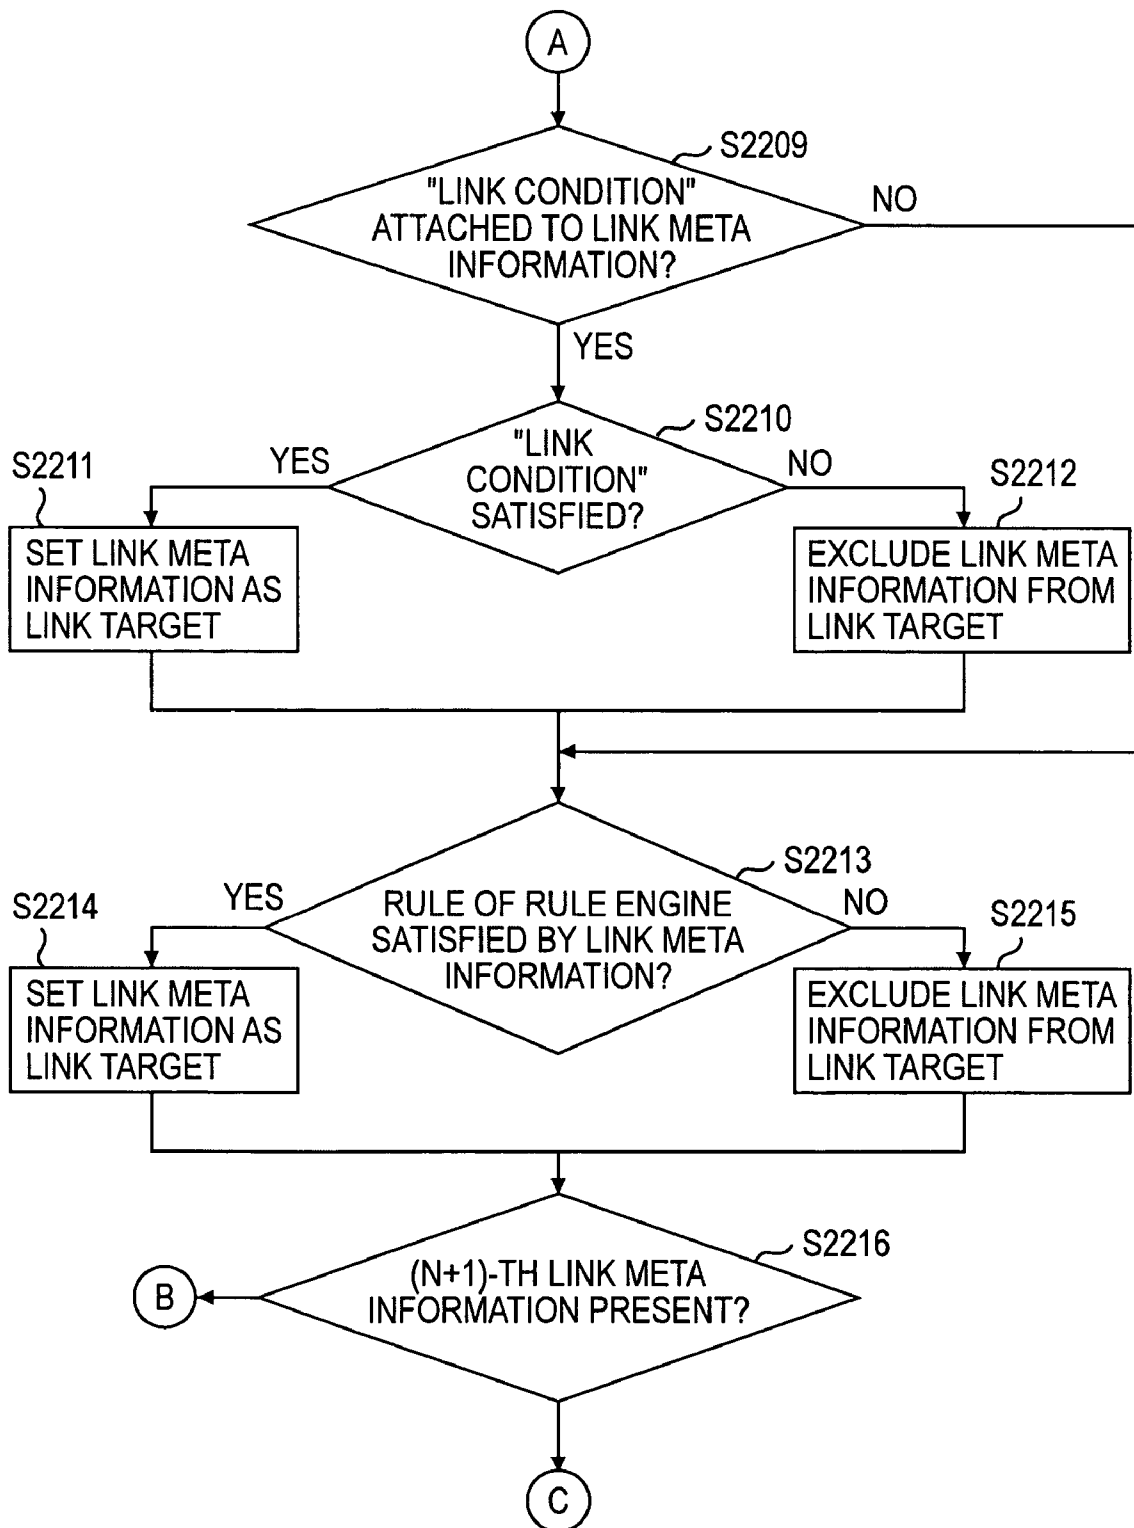 A
S2209
"LINK CONDITION"
ATTACHED TO LINK META
INFORMATION?
NO
YES
S2210
"LINK
CONDITION"
SATISFIED?
YES
NO
S2211
SET LINK META
INFORMATION AS
LINK TARGET
S2212
EXCLUDE LINK META
INFORMATION FROM
LINK TARGET
S2213
RULE OF RULE ENGINE
SATISFIED BY LINK META
INFORMATION?
YES
NO
S2214
SET LINK META
INFORMATION AS
LINK TARGET
S2215
EXCLUDE LINK META
INFORMATION FROM
LINK TARGET
S2216
(N+1)-TH LINK META
INFORMATION PRESENT?
B
C